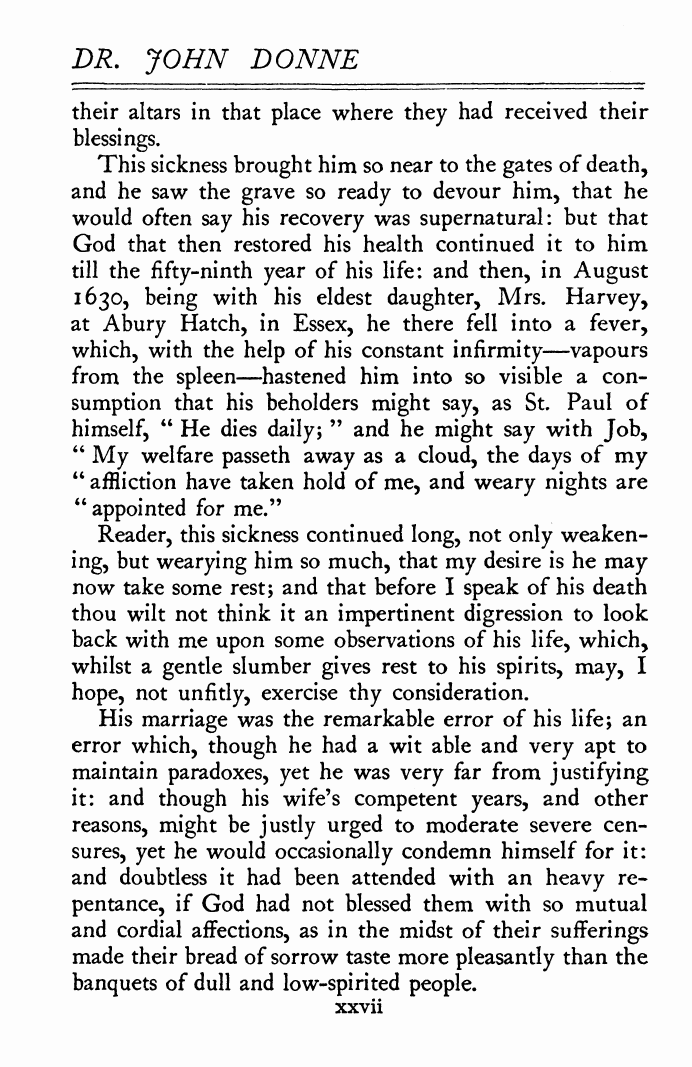 DR. JOHN DONNE
their altars in that place where they had received their
blessings.
This sickness brought him so near to the gates of death,
and he saw the grave so ready to devour him, that he
would often say his recovery was supernatural: but that
God that then restored his health continued it to him
till the fifty-ninth year of his life: and then, in August
1630, being with his eldest daughter, Mrs. Harvey,
at Abury Hatch, in Essex, he there fell into a fever,
which, with the help of his constant infirmity—vapours
from the spleen—hastened him into so visible a con-
sumption that his beholders might say, as St. Paul of
himself, “ He dies daily; ” and he might say with Job,
“ My welfare passeth away as a cloud, the days of my
“ affliction have taken hold of me, and weary nights are
“ appointed for me.”
Reader, this sickness continued long, not only weaken-
ing, but wearying him so much, that my desire is he may
now take some rest; and that before I speak of his death
thou wilt not think it an impertinent digression to look
back with me upon some observations of his life, which,
whilst a gentle slumber gives rest to his spirits, may, I
hope, not unfitly, exercise thy consideration.
His marriage was the remarkable error of his life; an
error which, though he had a wit able and very apt to
maintain paradoxes, yet he was very far from justifying
it: and though his wife’s competent years, and other
reasons, might be justly urged to moderate severe cen-
sures, yet he would occasionally condemn himself for it:
and doubtless it had been attended with an heavy re-
pentance, if God had not blessed them with so mutual
and cordial affections, as in the midst of their sufferings
made their bread of sorrow taste more pleasantly than the
banquets of dull and low-spirited people.
xxvii